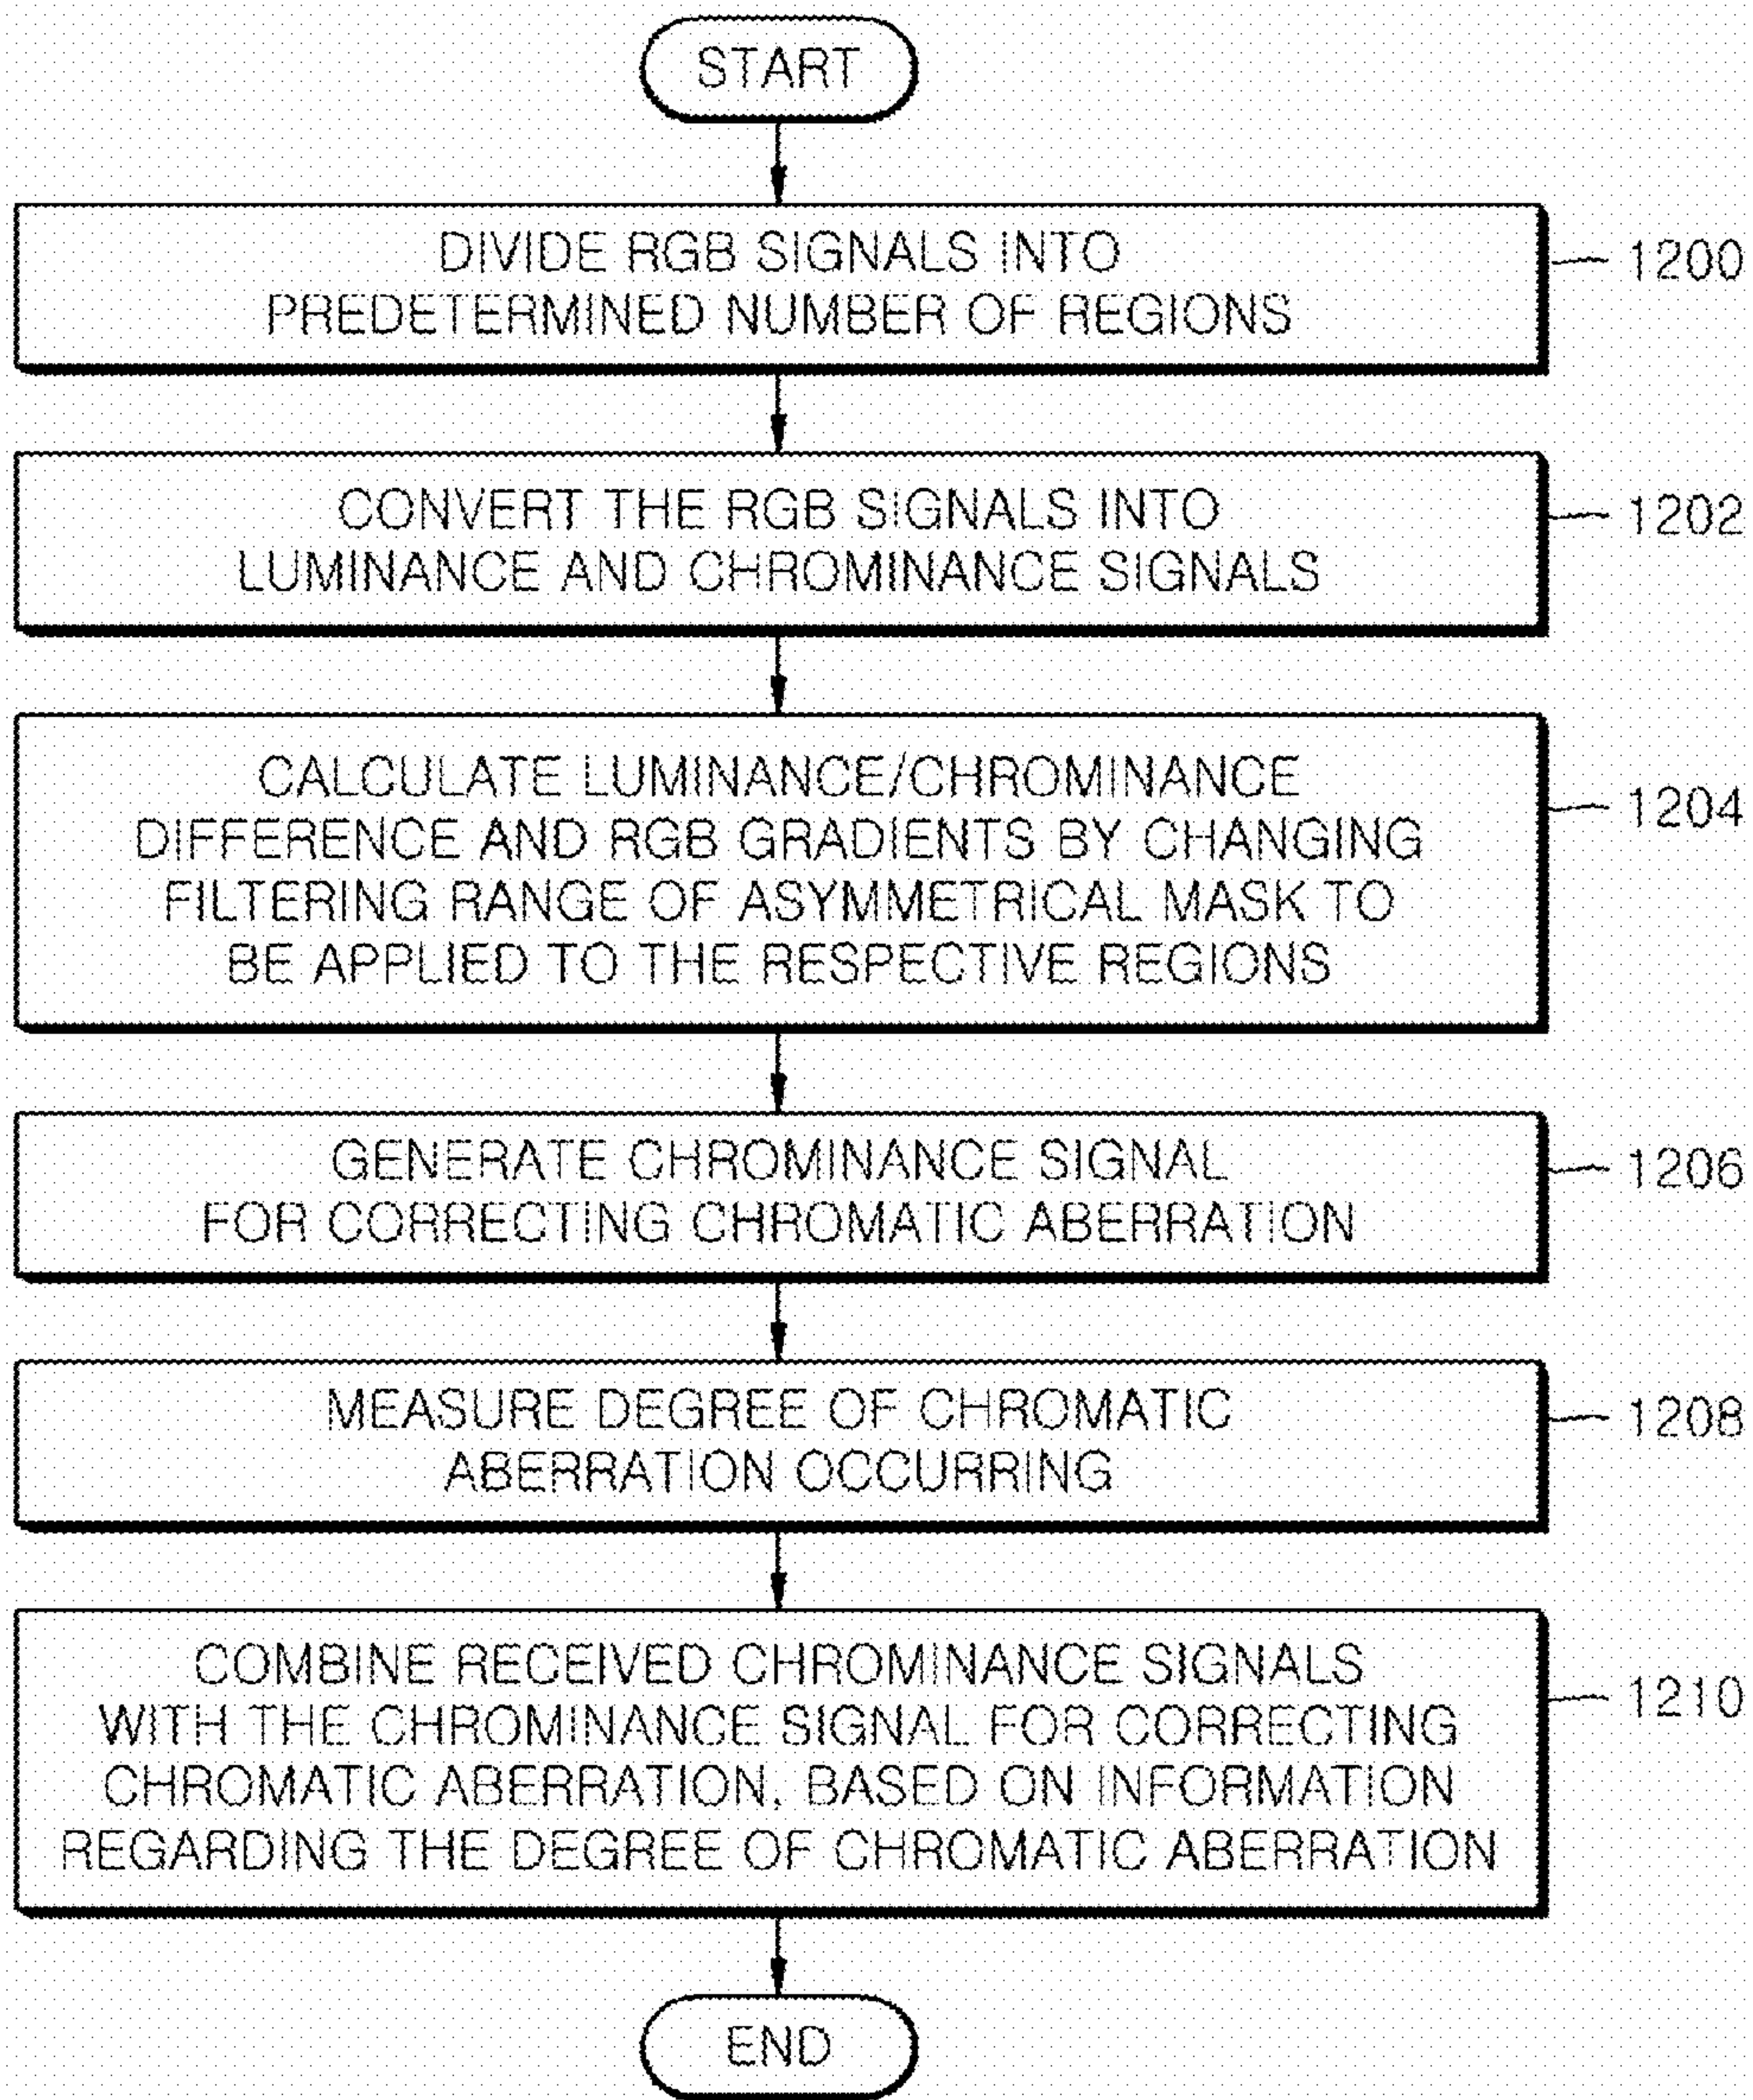 START
DIVIDE RGB SIGNALS INTO
PREDETERMINED NUMBER OF REGIONS
1200
CONVERT THE RGB SIGNALS INTO
LUMINANCE AND CHROMINANCE SIGNALS
1202
CALCULATE LUMINANCE/CHROMINANCE
DIFFERENCE AND RGB GRADIENTS BY CHANGING
FILTERING RANGE OF ASYMMETRICAL MASK TO
BE APPLIED TO THE RESPECTIVE REGIONS
1204
GENERATE CHROMINANCE SIGNAL
FOR CORRECTING CHROMATIC ABERRATION
1206
MEASURE DEGREE OF CHROMATIC
ABERRATION OCCURRING
1208
COMBINE RECEIVED CHROMINANCE SIGNALS
WITH THE CHROMINANCE SIGNAL FOR CORRECTING
CHROMATIC ABERRATION, BASED ON INFORMATION
REGARDING THE DEGREE OF CHROMATIC ABERRATION
1210
END